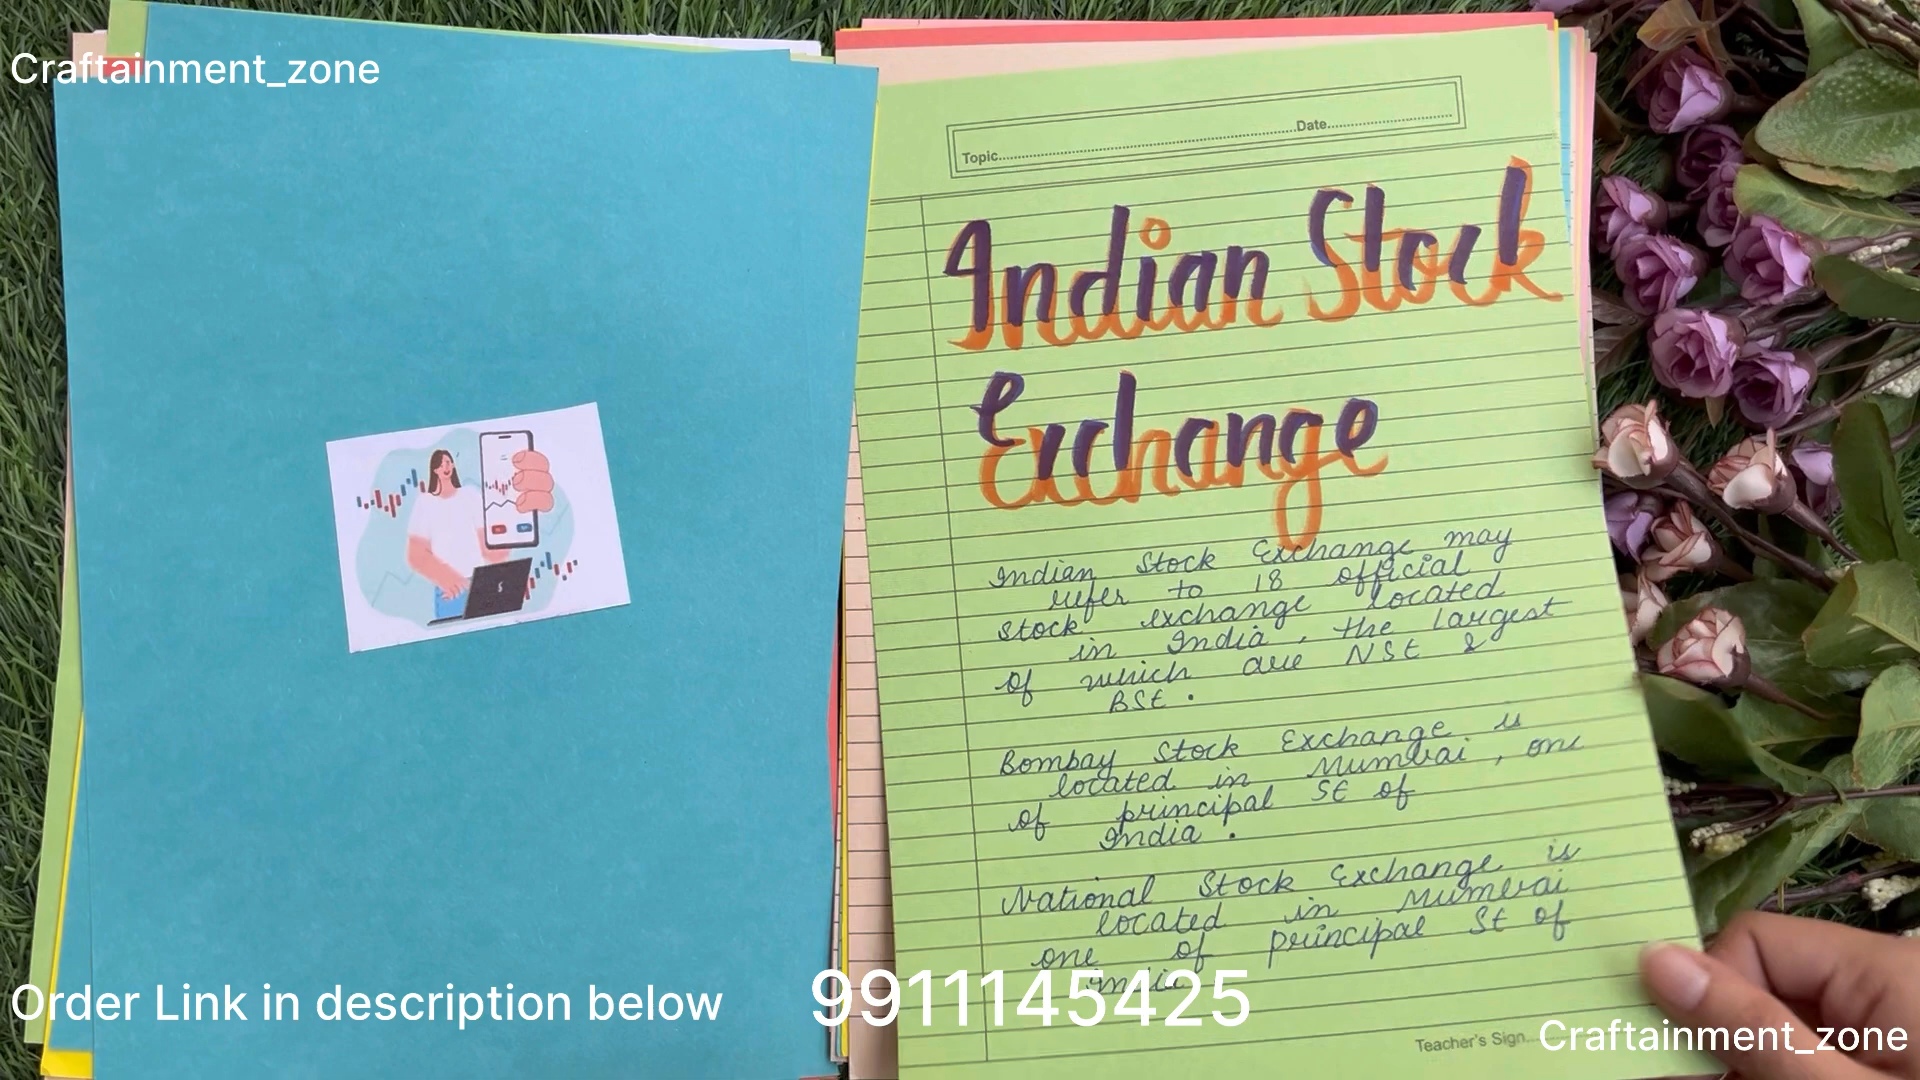 Craftainment_zone
Topic.....Date.....
Indian Stock
Exchange
Indian Stock Exchange may
refer to 18 official
stock exchange located
in India, the largest
of which are NSE &
BSE.
Bombay Stock Exchange is
located in Mumbai, one
of principal SE of
India.
National Stock Exchange is
located in Mumbai
one of principal SE of
India
Order Link in description below
9911145425
Teacher's Sign.....
Craftainment_zone